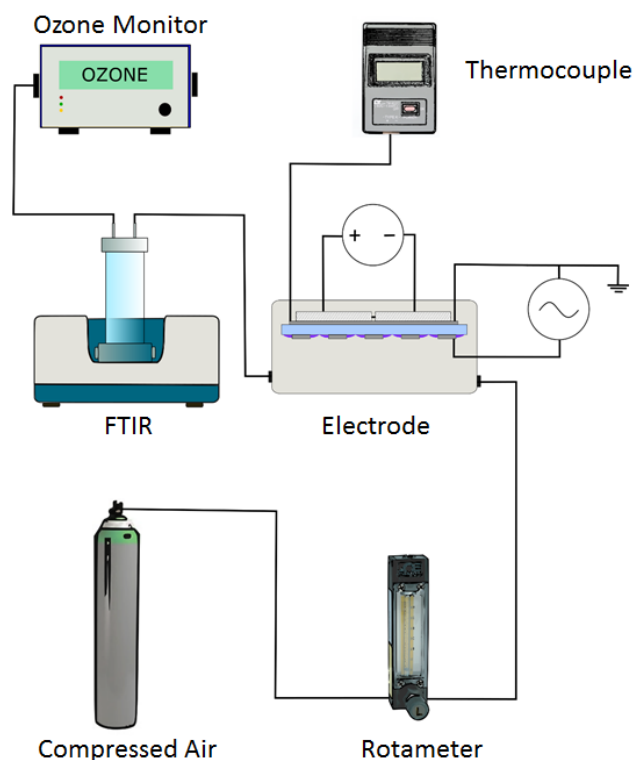 Ozone Monitor
OZONE
Thermocouple
+ −
FTIR
Electrode
Compressed Air
Rotameter